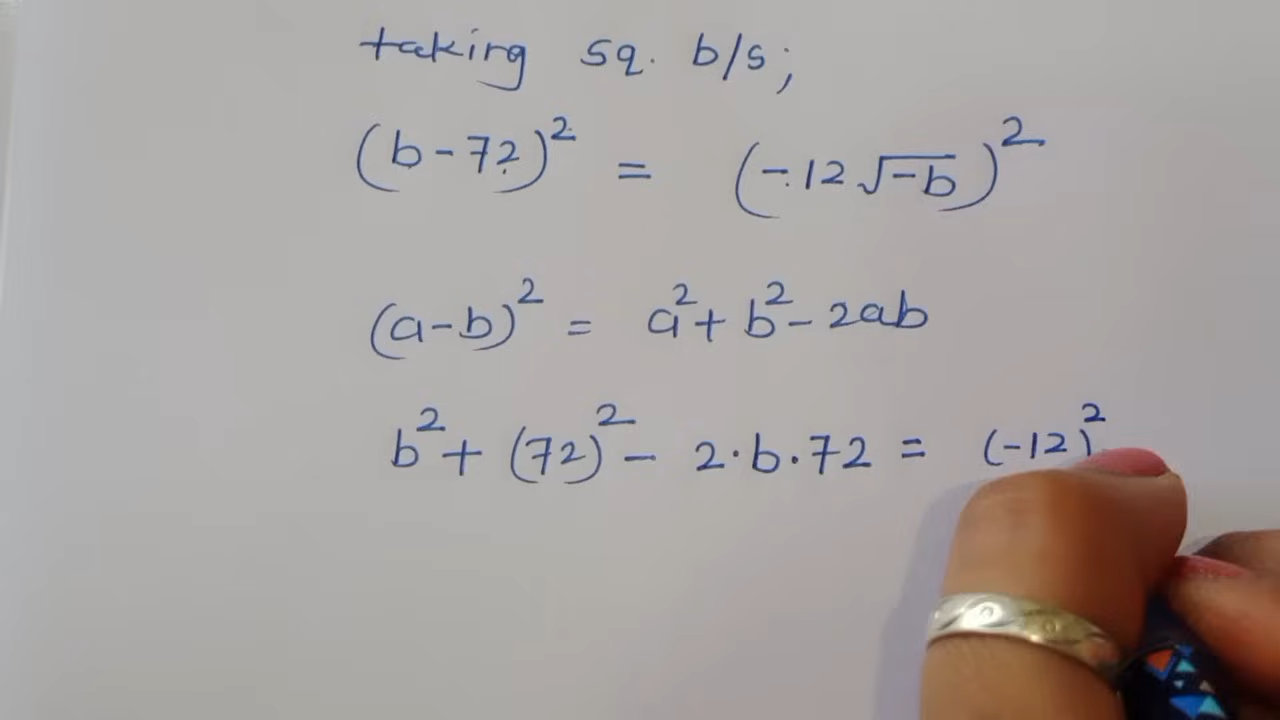 taking sq. b/s;
(b-72)² = (-12√-b)²
(a-b)² = a²+b²-2ab
b²+(72)²-2·b·72 = (-12)²